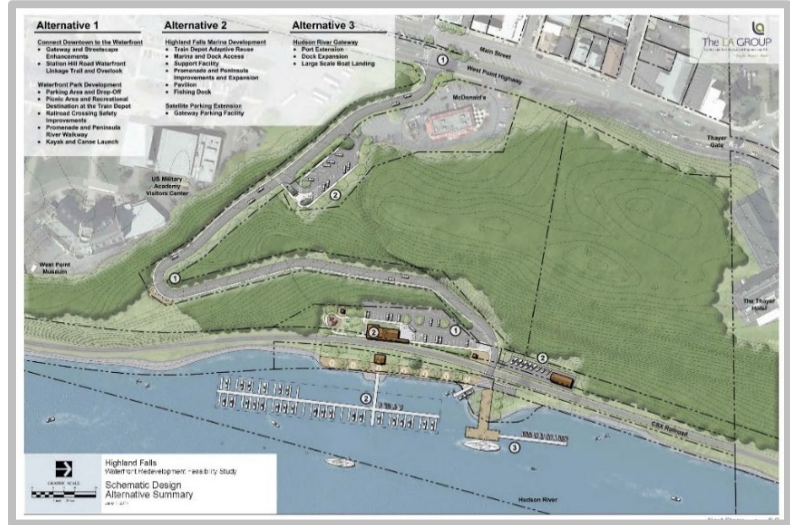 Alternative 1
Connect Downtown to the Waterfront
• Gateway and Streetscape
Enhancements
• Station Hill Road Waterfront
Linkage Trail and Overlook
Waterfront Park Development
• Parking Area and Drop-Off
• Picnic Area and Recreational
Destination at the Train Depot
• Railroad Crossing Safety
Improvements
• Promenade and Peninsula
River Walkway
• Kayak and Canoe Launch
Alternative 2
Highland Falls Marina Development
• Train Depot Adaptive Reuse
• Marina and Dock Access
• Support Facility
• Promenade and Peninsula
Improvements and Expansion
• Pavilion
• Fishing Dock
Satellite Parking Extension
• Gateway Parking Facility
Alternative 3
Hudson River Gateway
• Port Extension
• Dock Expansion
• Large Scale Boat Landing
The LA GROUP
Main Street
1
West Point Highway
McDonald's
Thayer
Gate
US Military
Academy
Visitors Center
2
West Point
Museum
1
The Thayer
Hotel
2
1
2
2
CSX Railroad
3
Hudson River
GRAPHIC SCALE
Highland Falls
Waterfront Redevelopment Feasibility Study
Schematic Design
Alternative Summary